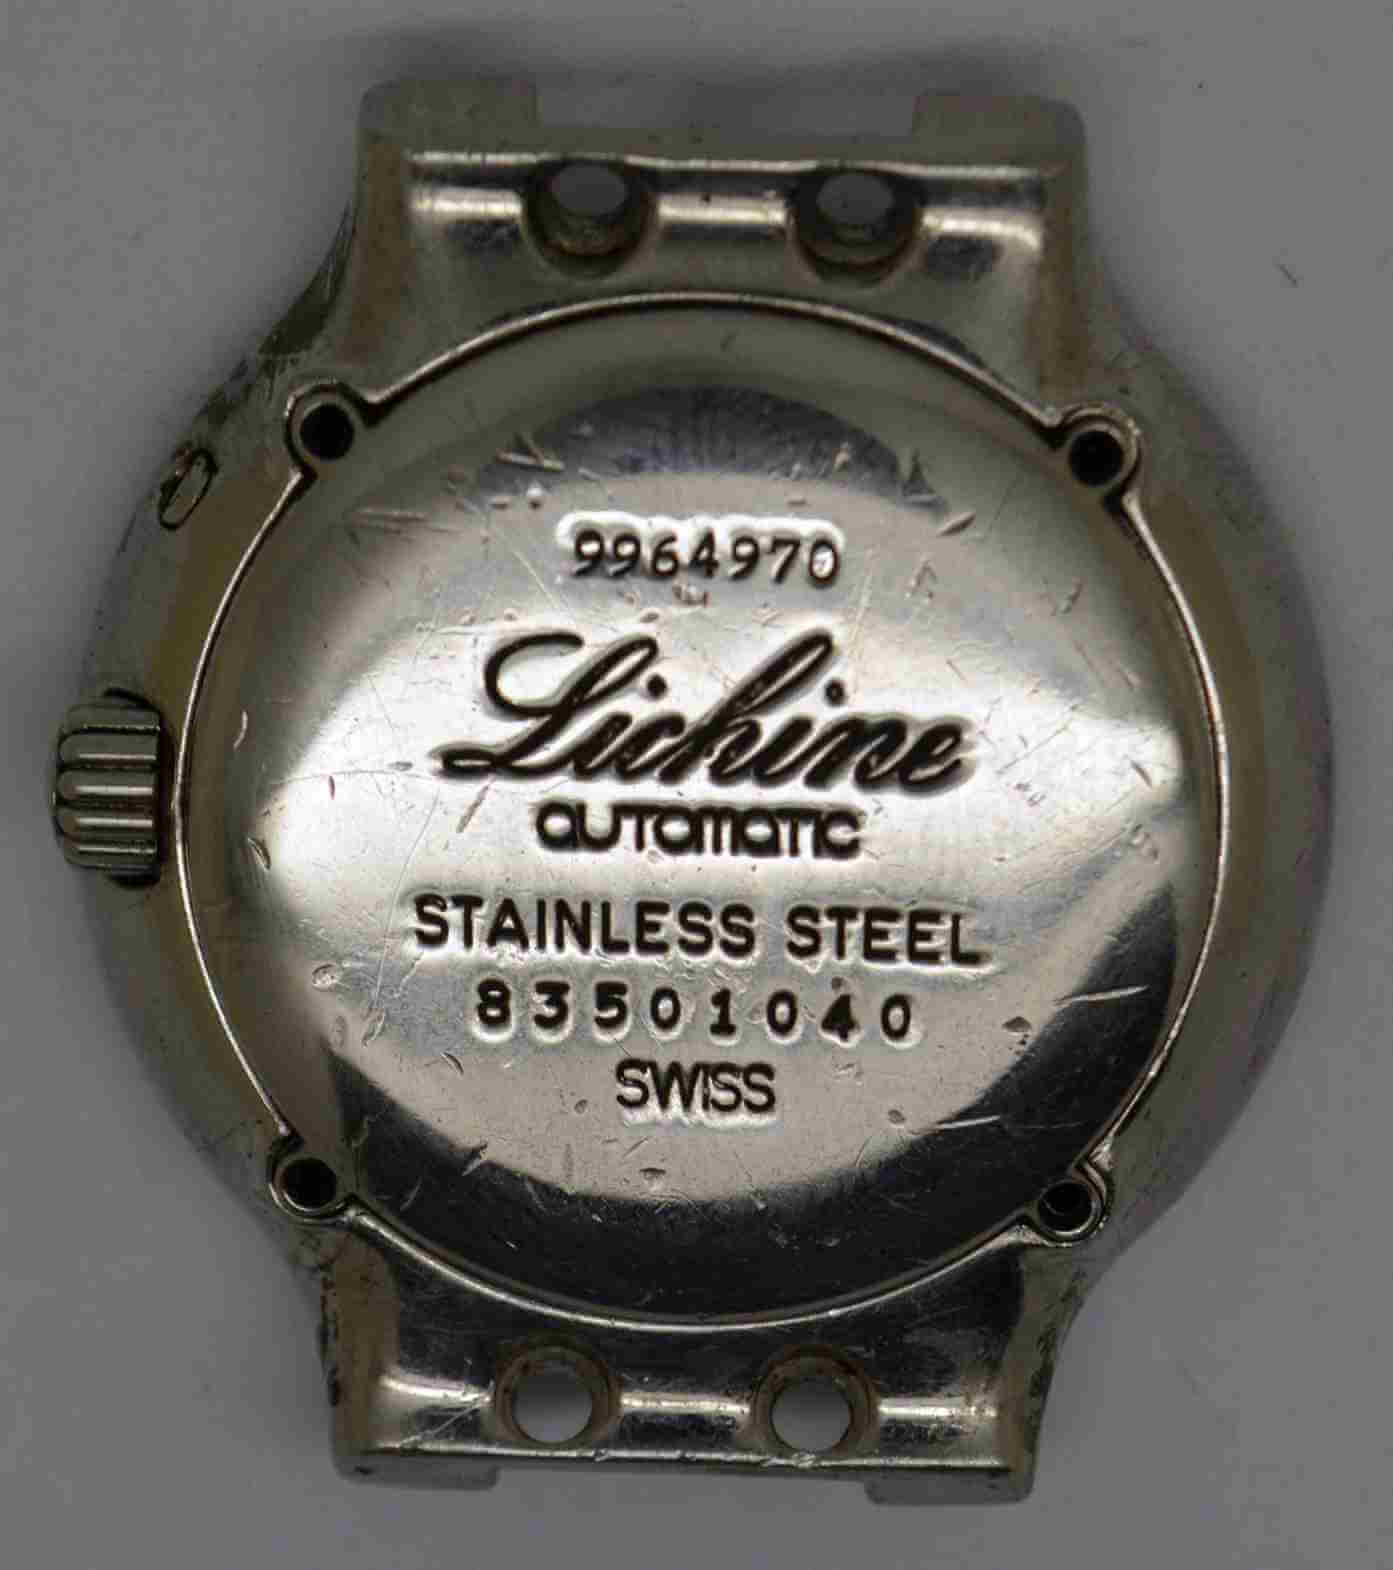 9964970
Lichine
AUTOMATIC
STAINLESS STEEL
83501040
SWISS